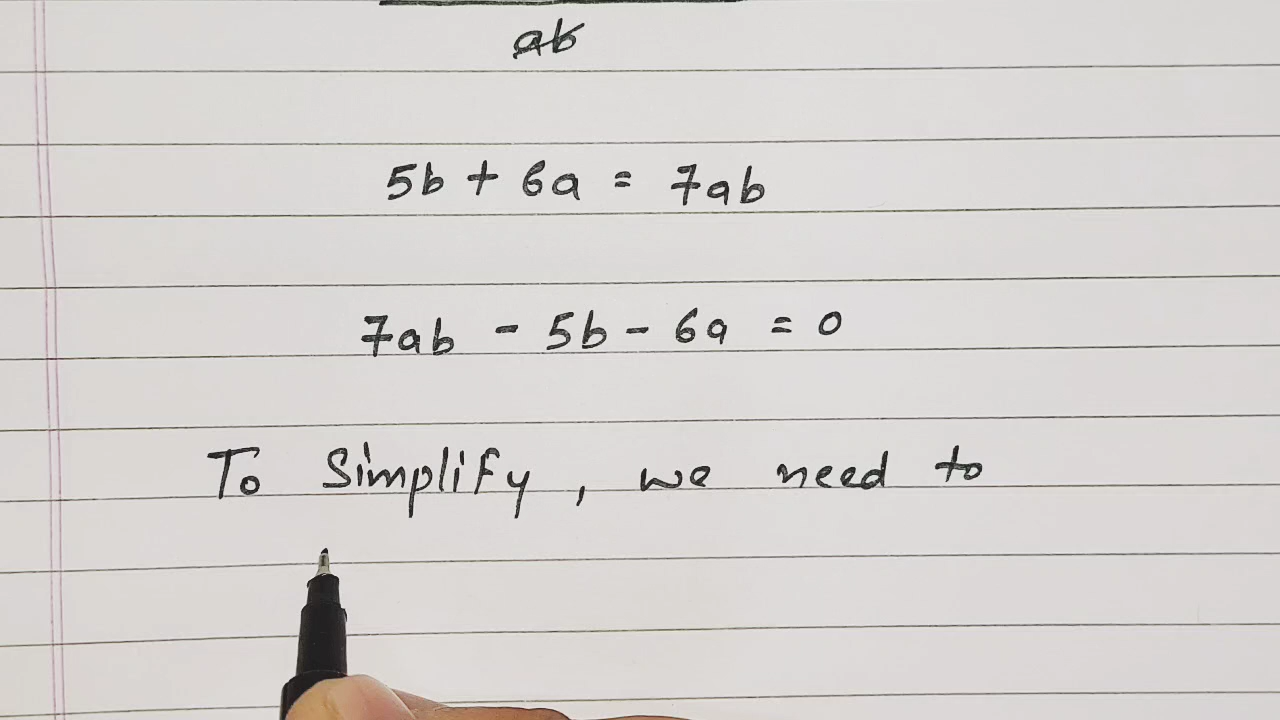 ab
5b + 6a = 7ab
7ab - 5b - 6a = 0
To Simplify, we need to